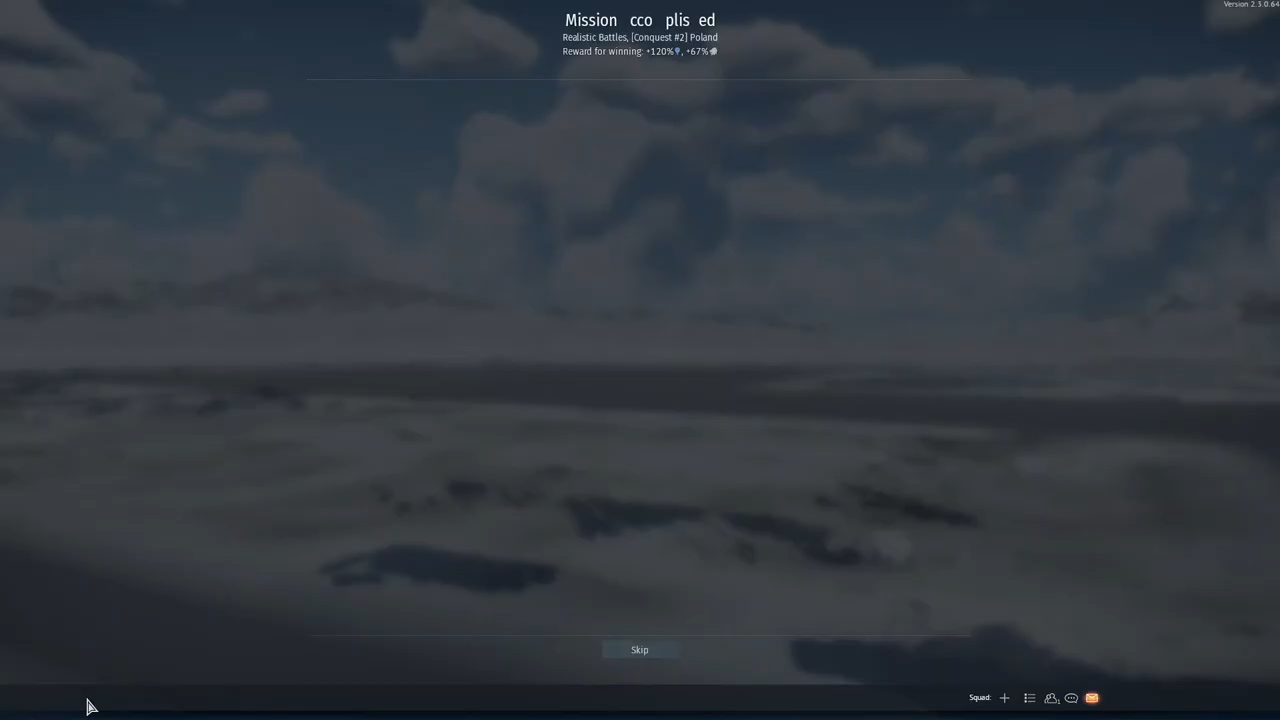 Version 2.3.0.64
Mission cco plis ed
Realistic Battles, [Conquest #2] Poland
Reward for winning: +120%, +67%
Skip
Squad:
1